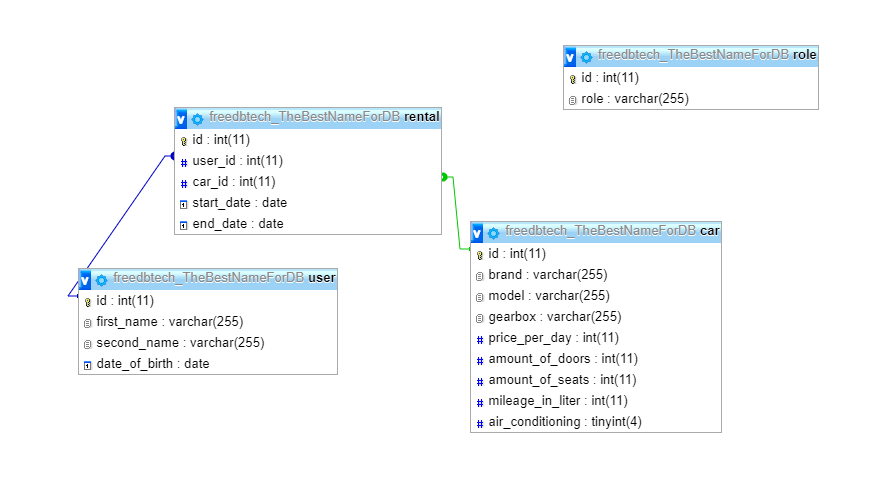 freedbtech_TheBestNameForDB role
id : int(11)
role : varchar(255)
freedbtech_TheBestNameForDB rental
id : int(11)
user_id : int(11)
car_id : int(11)
start_date : date
end_date : date
freedbtech_TheBestNameForDB car
id : int(11)
brand : varchar(255)
model : varchar(255)
gearbox : varchar(255)
price_per_day : int(11)
amount_of_doors : int(11)
amount_of_seats : int(11)
mileage_in_liter : int(11)
air_conditioning : tinyint(4)
freedbtech_TheBestNameForDB user
id : int(11)
first_name : varchar(255)
second_name : varchar(255)
date_of_birth : date